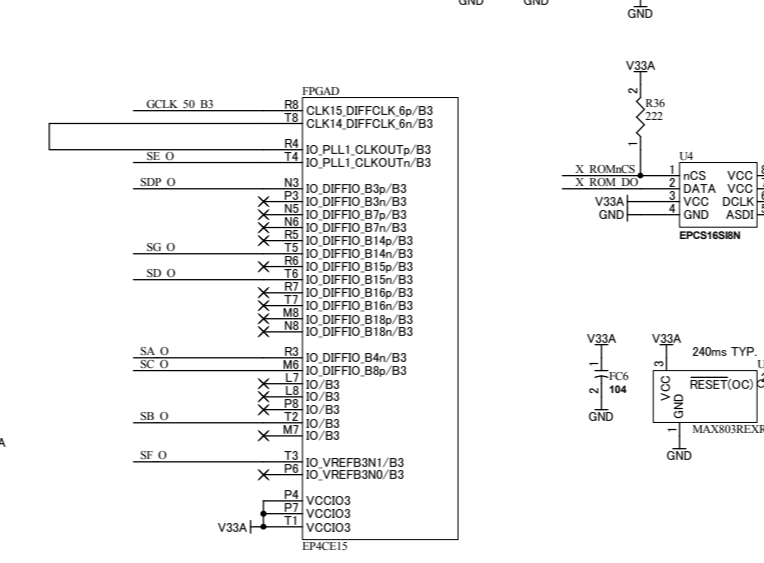 GND GND
GND
V33A
2
R36
222
1
FPGAD
GCLK_50_B3 R8 CLK15_DIFFCLK_6p/B3
T8 CLK14_DIFFCLK_6n/B3
R4 IO_PLL1_CLKOUTp/B3
SE_O T4 IO_PLL1_CLKOUTn/B3
SDP_O N3 IO_DIFFIO_B3p/B3
P3 IO_DIFFIO_B3n/B3
N5 IO_DIFFIO_B7p/B3
N6 IO_DIFFIO_B7n/B3
R5 IO_DIFFIO_B14p/B3
SG_O T5 IO_DIFFIO_B14n/B3
R6 IO_DIFFIO_B15p/B3
SD_O T6 IO_DIFFIO_B15n/B3
R7 IO_DIFFIO_B16p/B3
T7 IO_DIFFIO_B16n/B3
M8 IO_DIFFIO_B18p/B3
N8 IO_DIFFIO_B18n/B3
SA_O R3 IO_DIFFIO_B4n/B3
SC_O M6 IO_DIFFIO_B8p/B3
L7 IO/B3
L8 IO/B3
P8 IO/B3
SB_O T2 IO/B3
M7 IO/B3
SF_O T3 IO_VREFB3N1/B3
P6 IO_VREFB3N0/B3
P4 VCCIO3
P7 VCCIO3
V33A T1 VCCIO3
EP4CE15
U4
X_ROMnCS 1 nCS VCC
X_ROM_DO 2 DATA VCC
V33A 3 VCC DCLK
GND 4 GND ASDI
EPCS16SI8N
V33A
1
FC6
104
2
GND
V33A
240ms TYP.
3
VCC RESET(OC)
GND
1
MAX803REXR
GND